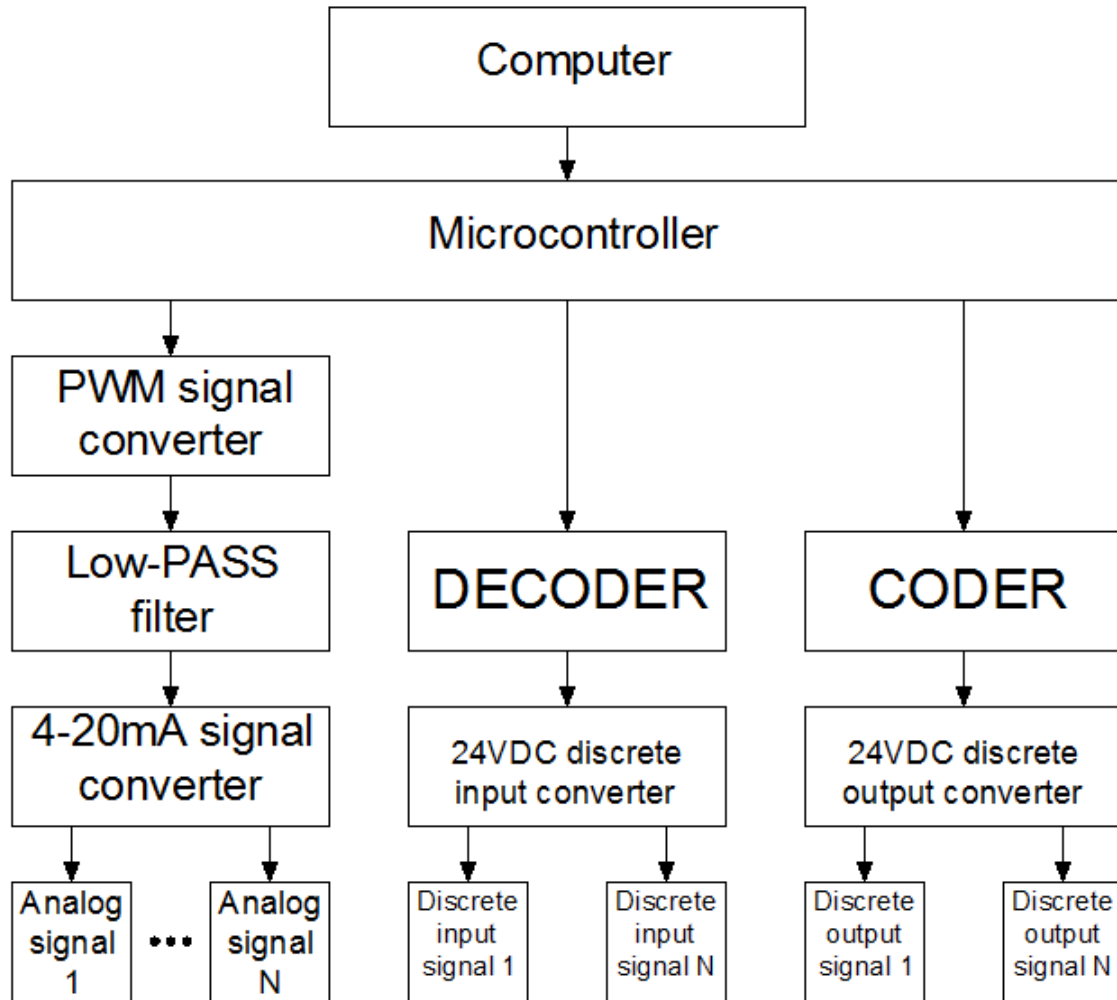 Computer
Microcontroller
PWM signal
converter
Low-PASS
filter
DECODER
CODER
4-20mA signal
converter
24VDC discrete
input converter
24VDC discrete
output converter
Analog
signal
1
•••
Analog
signal
N
Discrete
input
signal 1
Discrete
input
signal N
Discrete
output
signal 1
Discrete
output
signal N